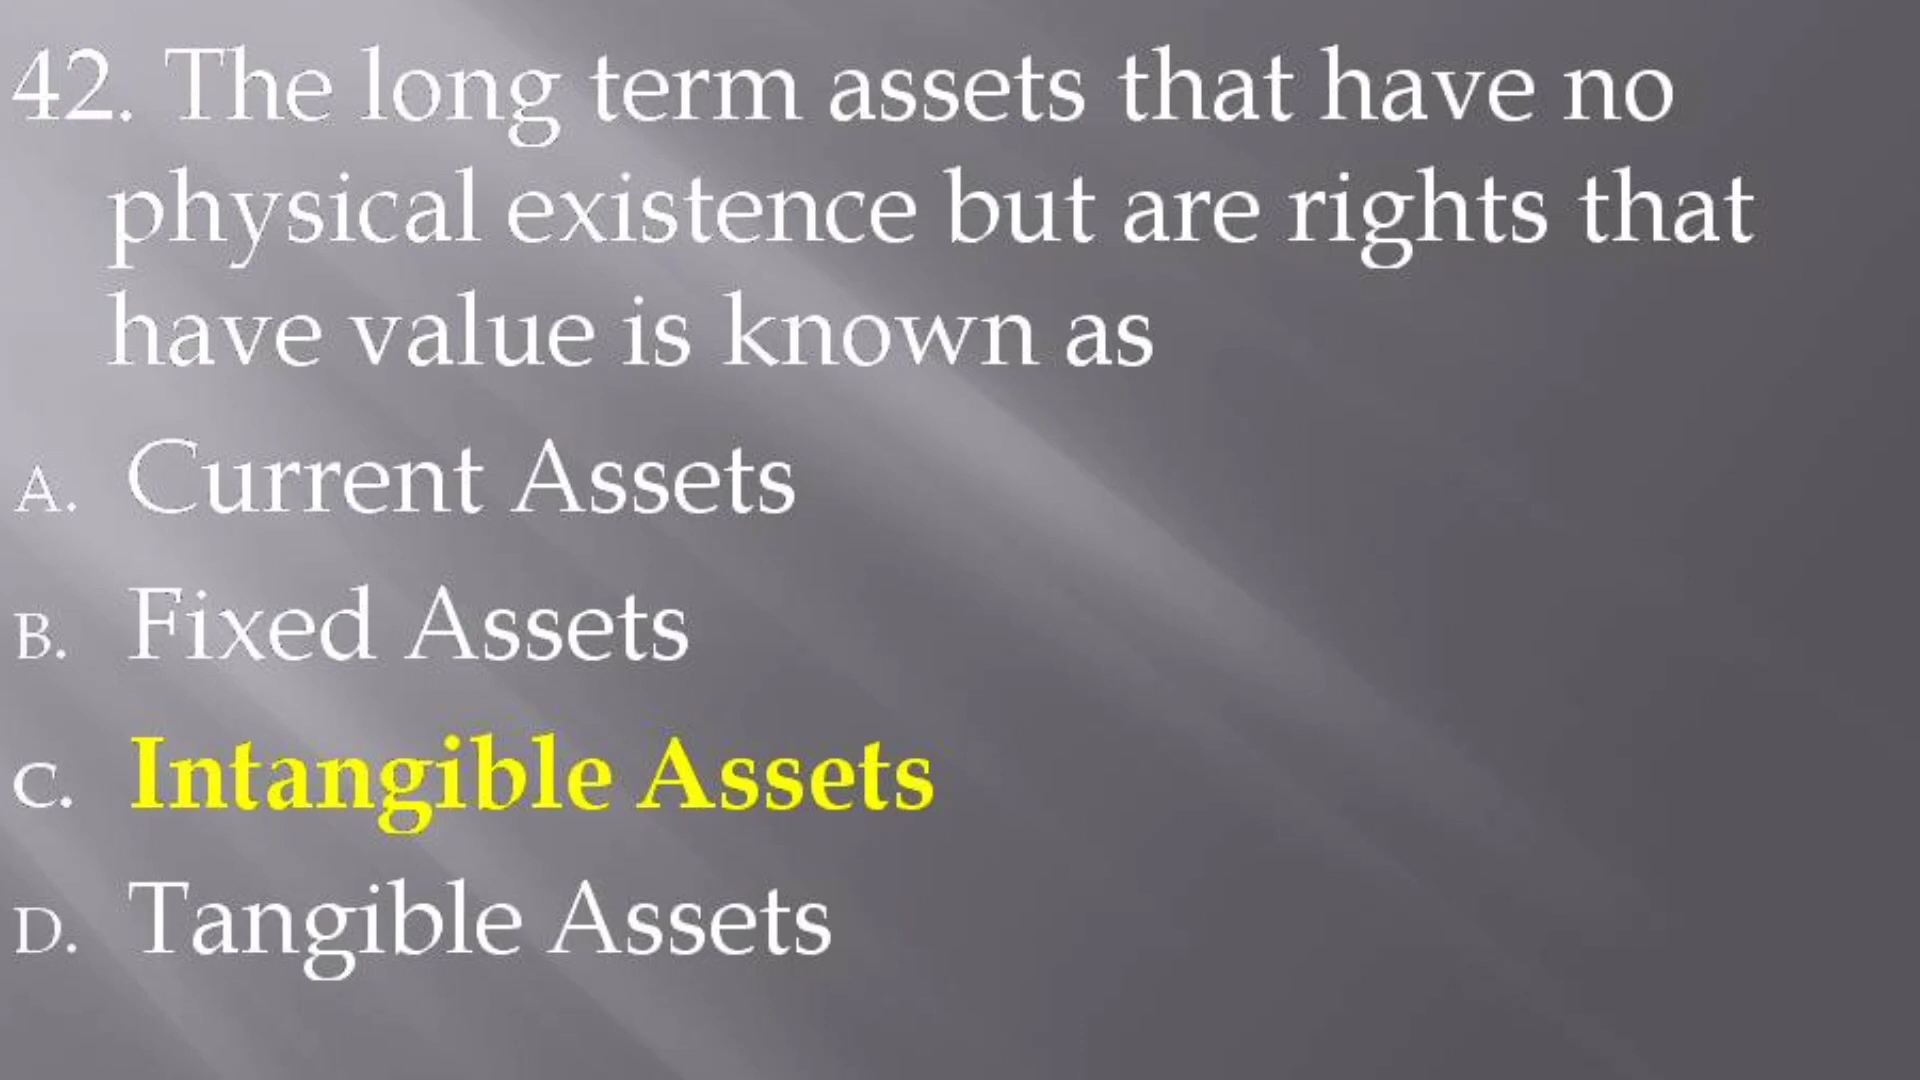 42. The long term assets that have no
physical existence but are rights that
have value is known as
A. Current Assets
B. Fixed Assets
C. Intangible Assets
D. Tangible Assets